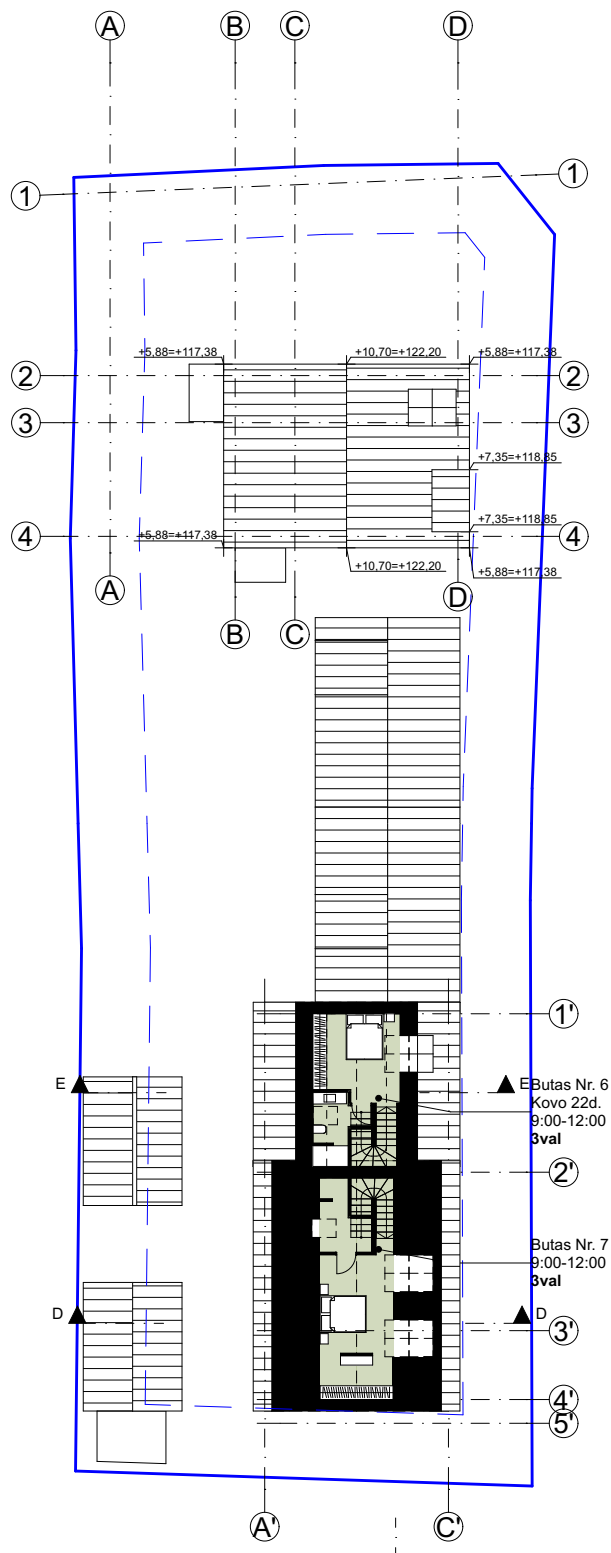 A
B
C
D
1
1
+5,88=+117,38
+10,70=+122,20
+5,88=+117,38
2
2
3
3
+7,35=+118,85
+7,35=+118,85
4
+5,88=+117,38
4
+10,70=+122,20
+5,88=+117,38
A
D
B
C
1'
E
E
Butas Nr. 6
Kovo 22d.
9:00-12:00
3val
2'
Butas Nr. 7
9:00-12:00
3val
D
D
3'
4'
5'
A'
C'